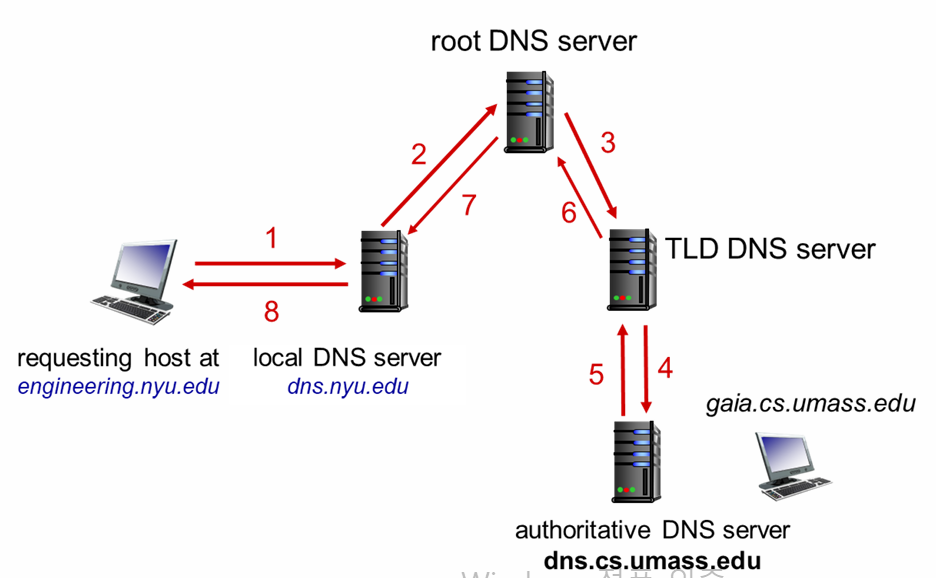 root DNS server
2
3
7
6
TLD DNS server
1
8
requesting host at
engineering.nyu.edu
local DNS server
dns.nyu.edu
5
4
gaia.cs.umass.edu
authoritative DNS server
dns.cs.umass.edu